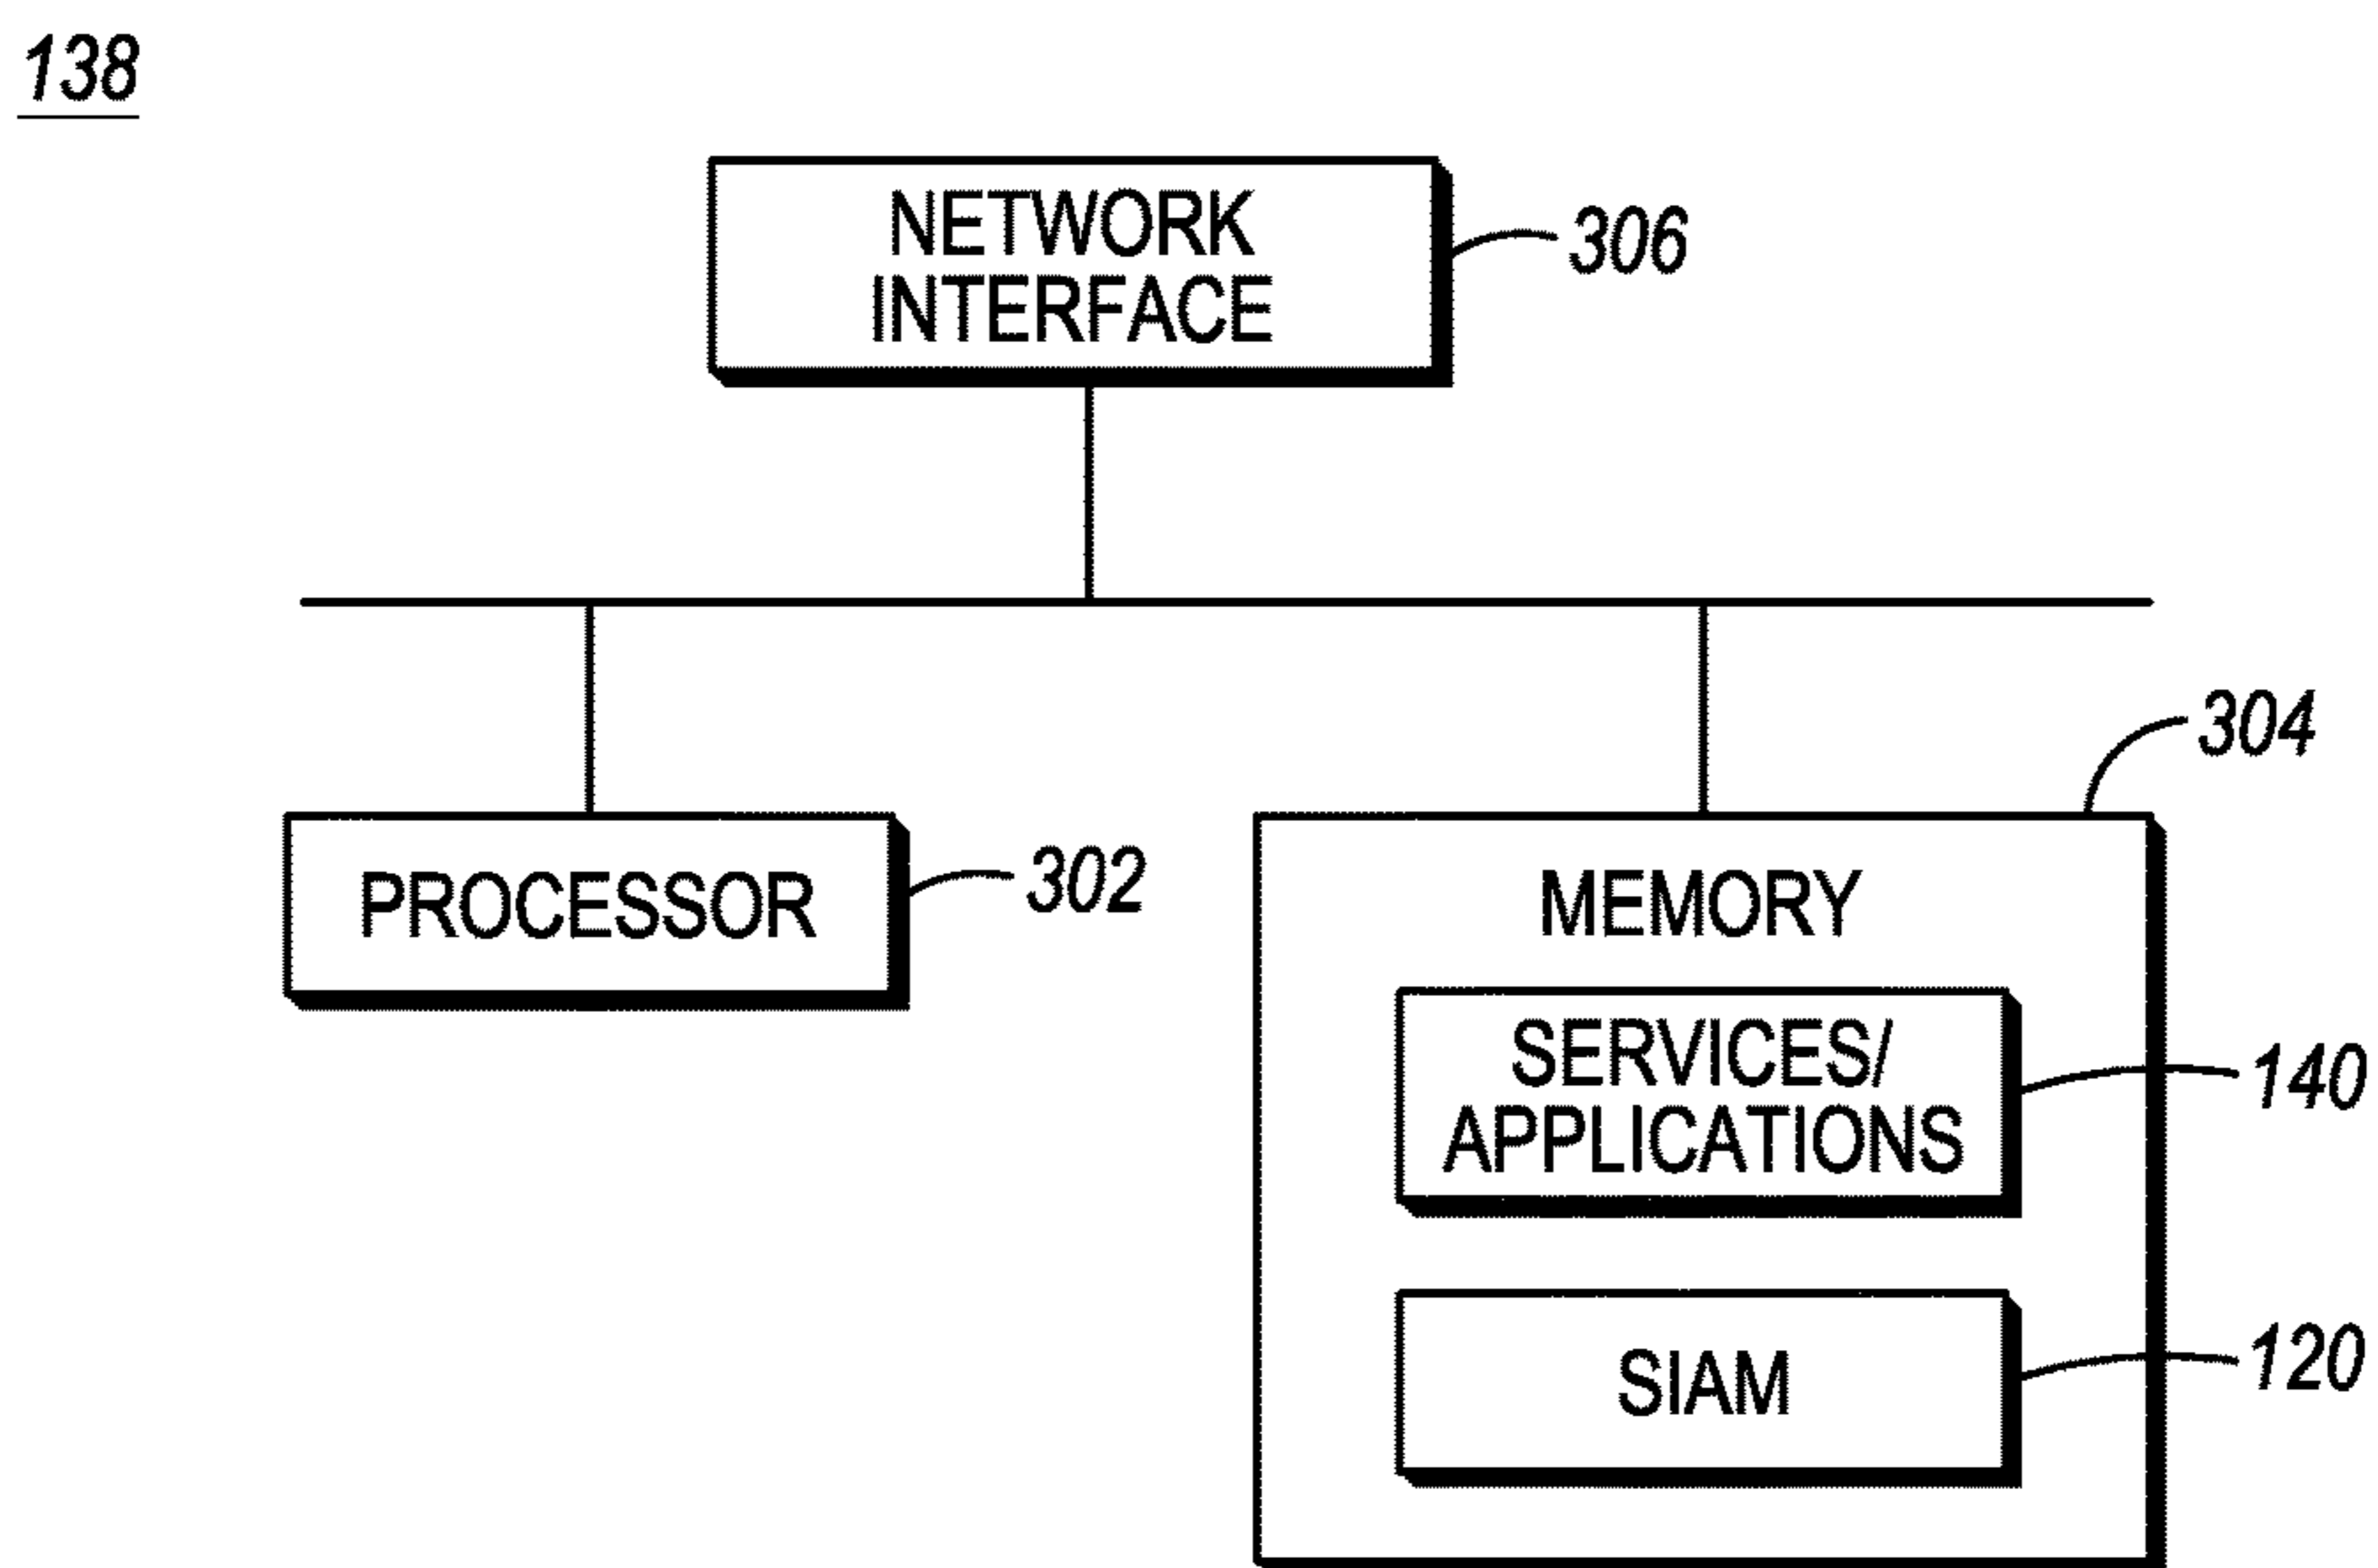 138
NETWORK
INTERFACE
306
304
PROCESSOR
302
MEMORY
SERVICES/
APPLICATIONS
140
SIAM
120